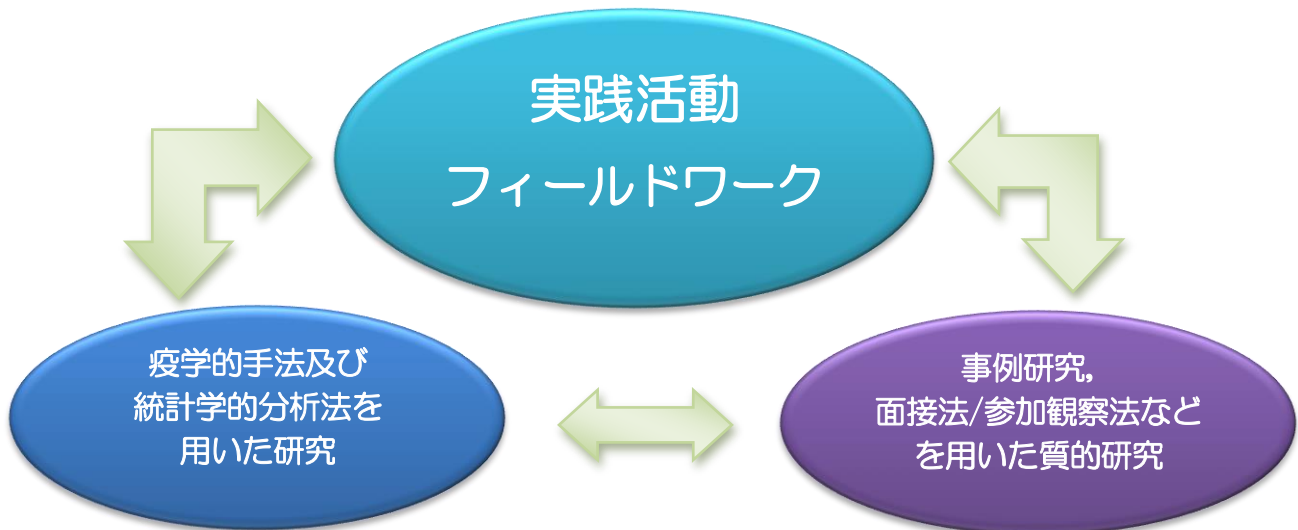 実践活動
フィールドワーク
疫学的手法及び
統計学的分析法を
用いた研究
事例研究,
面接法/参加観察法など
を用いた質的研究